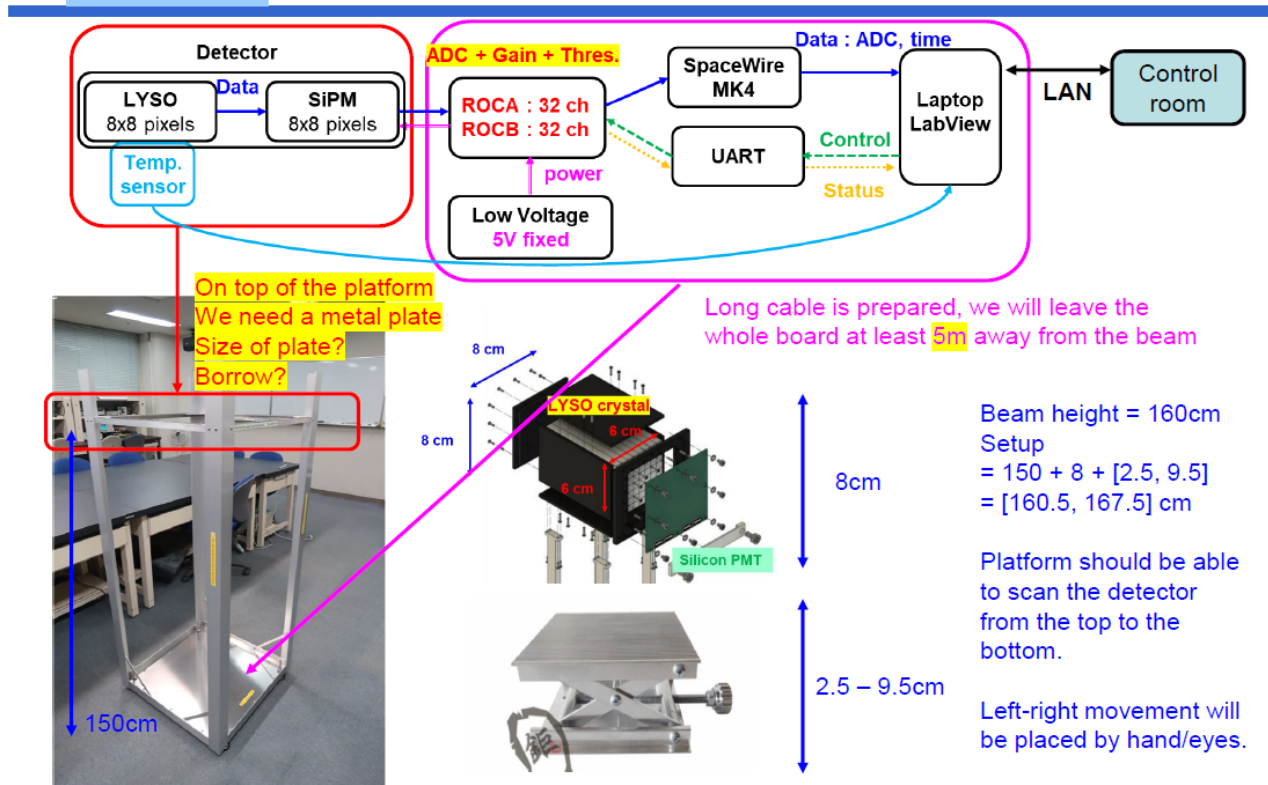 Detector
LYSO
8x8 pixels
Data
SiPM
8x8 pixels
Temp.
sensor
ADC + Gain + Thres.
ROCA : 32 ch
ROCB : 32 ch
power
Low Voltage
5V fixed
SpaceWire
MK4
UART
Data : ADC, time
Control
Status
Laptop
LabView
LAN
Control
room
On top of the platform
We need a metal plate
Size of plate?
Borrow?
150cm
Long cable is prepared, we will leave the
whole board at least 5m away from the beam
8 cm
8 cm
LYSO crystal
6 cm
6 cm
Silicon PMT
8cm
2.5 – 9.5cm
Beam height = 160cm
Setup
= 150 + 8 + [2.5, 9.5]
= [160.5, 167.5] cm
Platform should be able
to scan the detector
from the top to the
bottom.
Left-right movement will
be placed by hand/eyes.